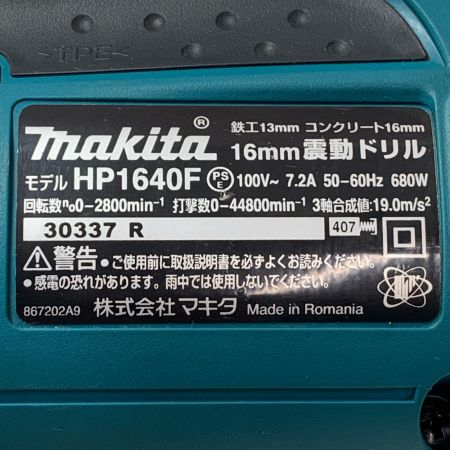 >TPE<
makita® 鉄工13mm コンクリート16mm
16mm震動ドリル
モデル HP1640F PSE 100V~ 7.2A 50-60Hz 680W
回転数n₀0-2800min⁻¹ 打撃数0-44800min⁻¹ 3軸合成値:19.0m/s²
30337 R 407
⚠警告 ●ご使用前に取扱説明書を必ずよくお読みください。
●感電の恐れがあります。雨中では使用しないでください。
867202A9 株式会社マキタ Made in Romania